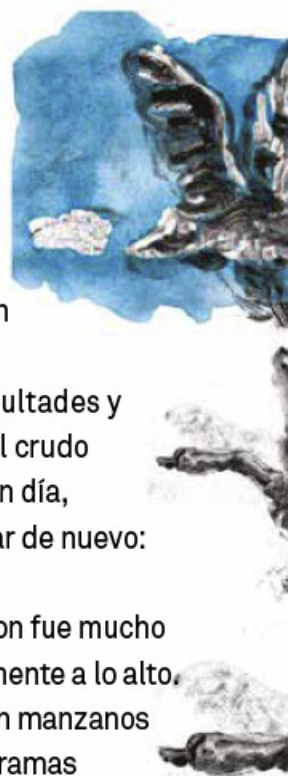 n
ultades y
l crudo
n día,
ar de nuevo:
on fue mucho
mente a lo alto.
n manzanos
ramas